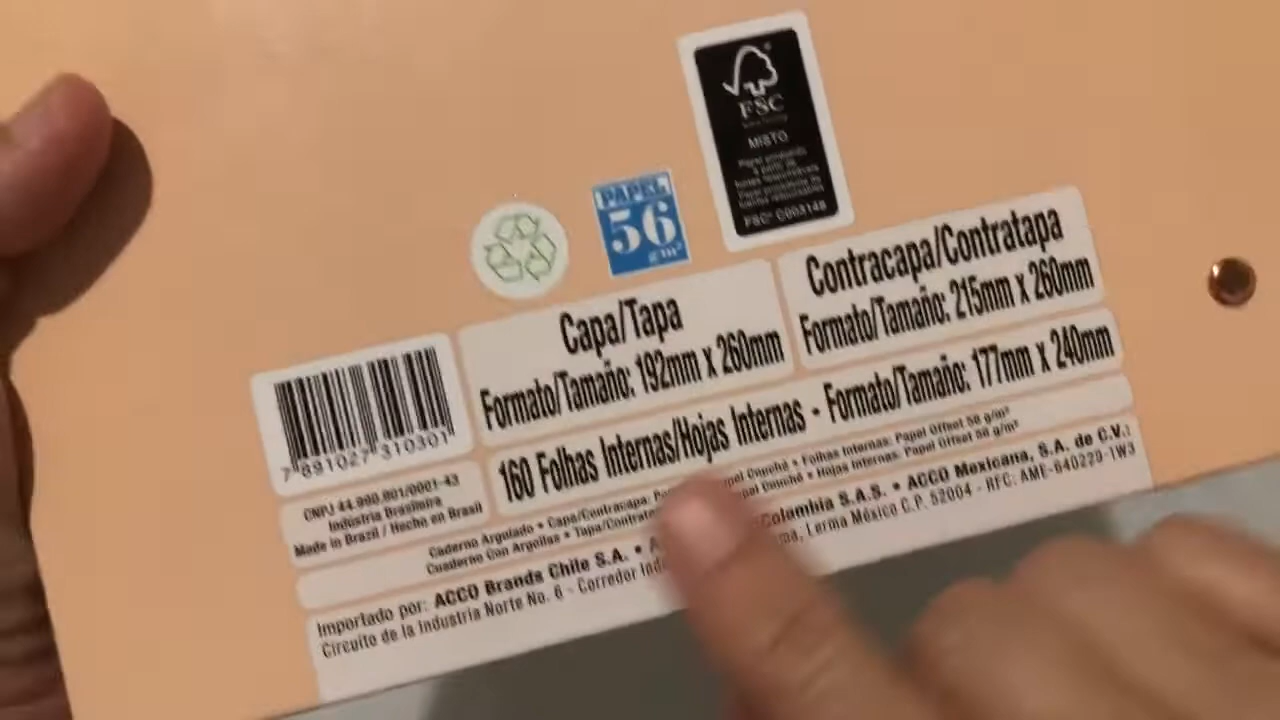 FSC
MISTO
FSC® C003148
PAPEL
56
g/m²
Contracapa/Contratapa
Formato/Tamaño: 215mm x 260mm
Capa/Tapa
Formato/Tamaño: 192mm x 260mm
160 Folhas Internas/Hojas Internas - Formato/Tamaño: 177mm x 240mm
7 891027 310301
CNPJ 44.990.901/0001-43
Indústria Brasileira
Made in Brazil / Hecho en Brasil
Caderno Argolado • Capa/Contracapa: Couché • Folhas Internas: Papel Offset 56 g/m²
Cuaderno Con Argollas • Tapa/Contrata Couché • Hojas Internas: Papel Offset 56 g/m²
Importado por: ACCO Brands Chile S.A. • Colombia S.A.S. • ACCO Mexicana, S.A. de C.V.:
Circuito de la Industria Norte No. 6 - Corredor Lerma México C.P. 52004 - RFC: AME-640220-1W3